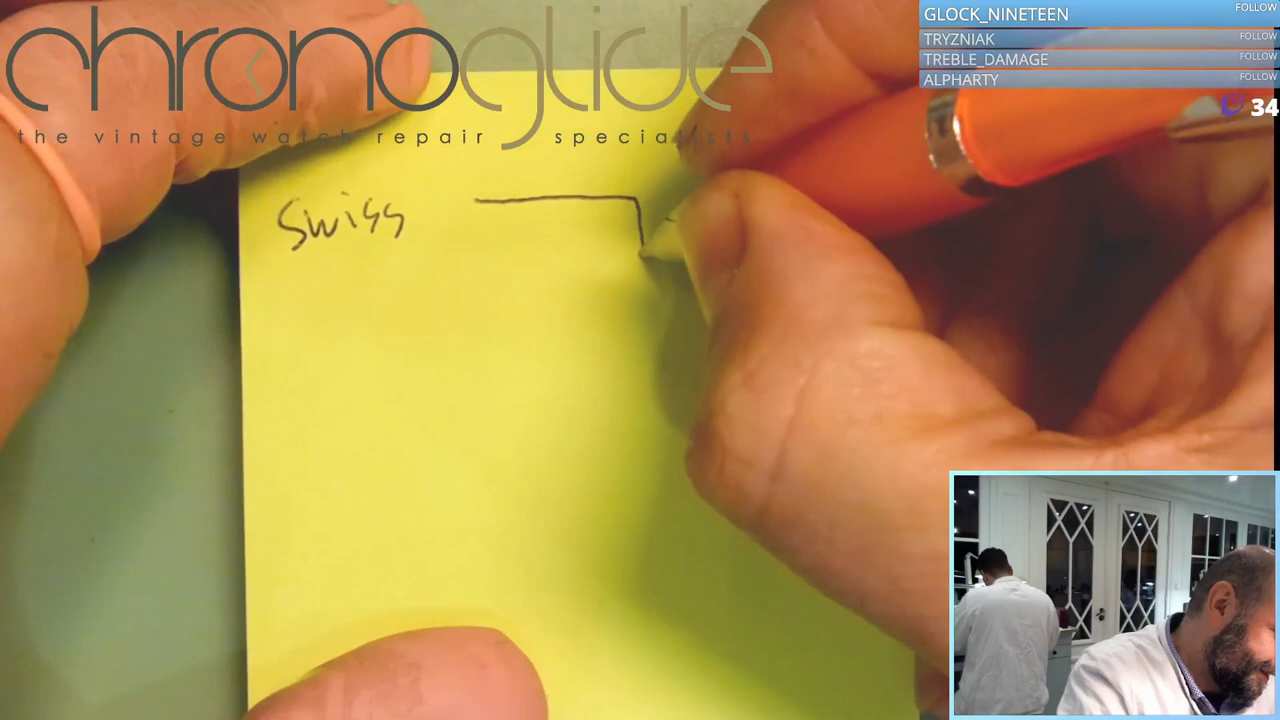 chronoglide
the vintage watch repair specialists
GLOCK_NINETEEN FOLLOW
TRYZNIAK FOLLOW
TREBLE_DAMAGE FOLLOW
ALPHARTY FOLLOW
34
Swiss